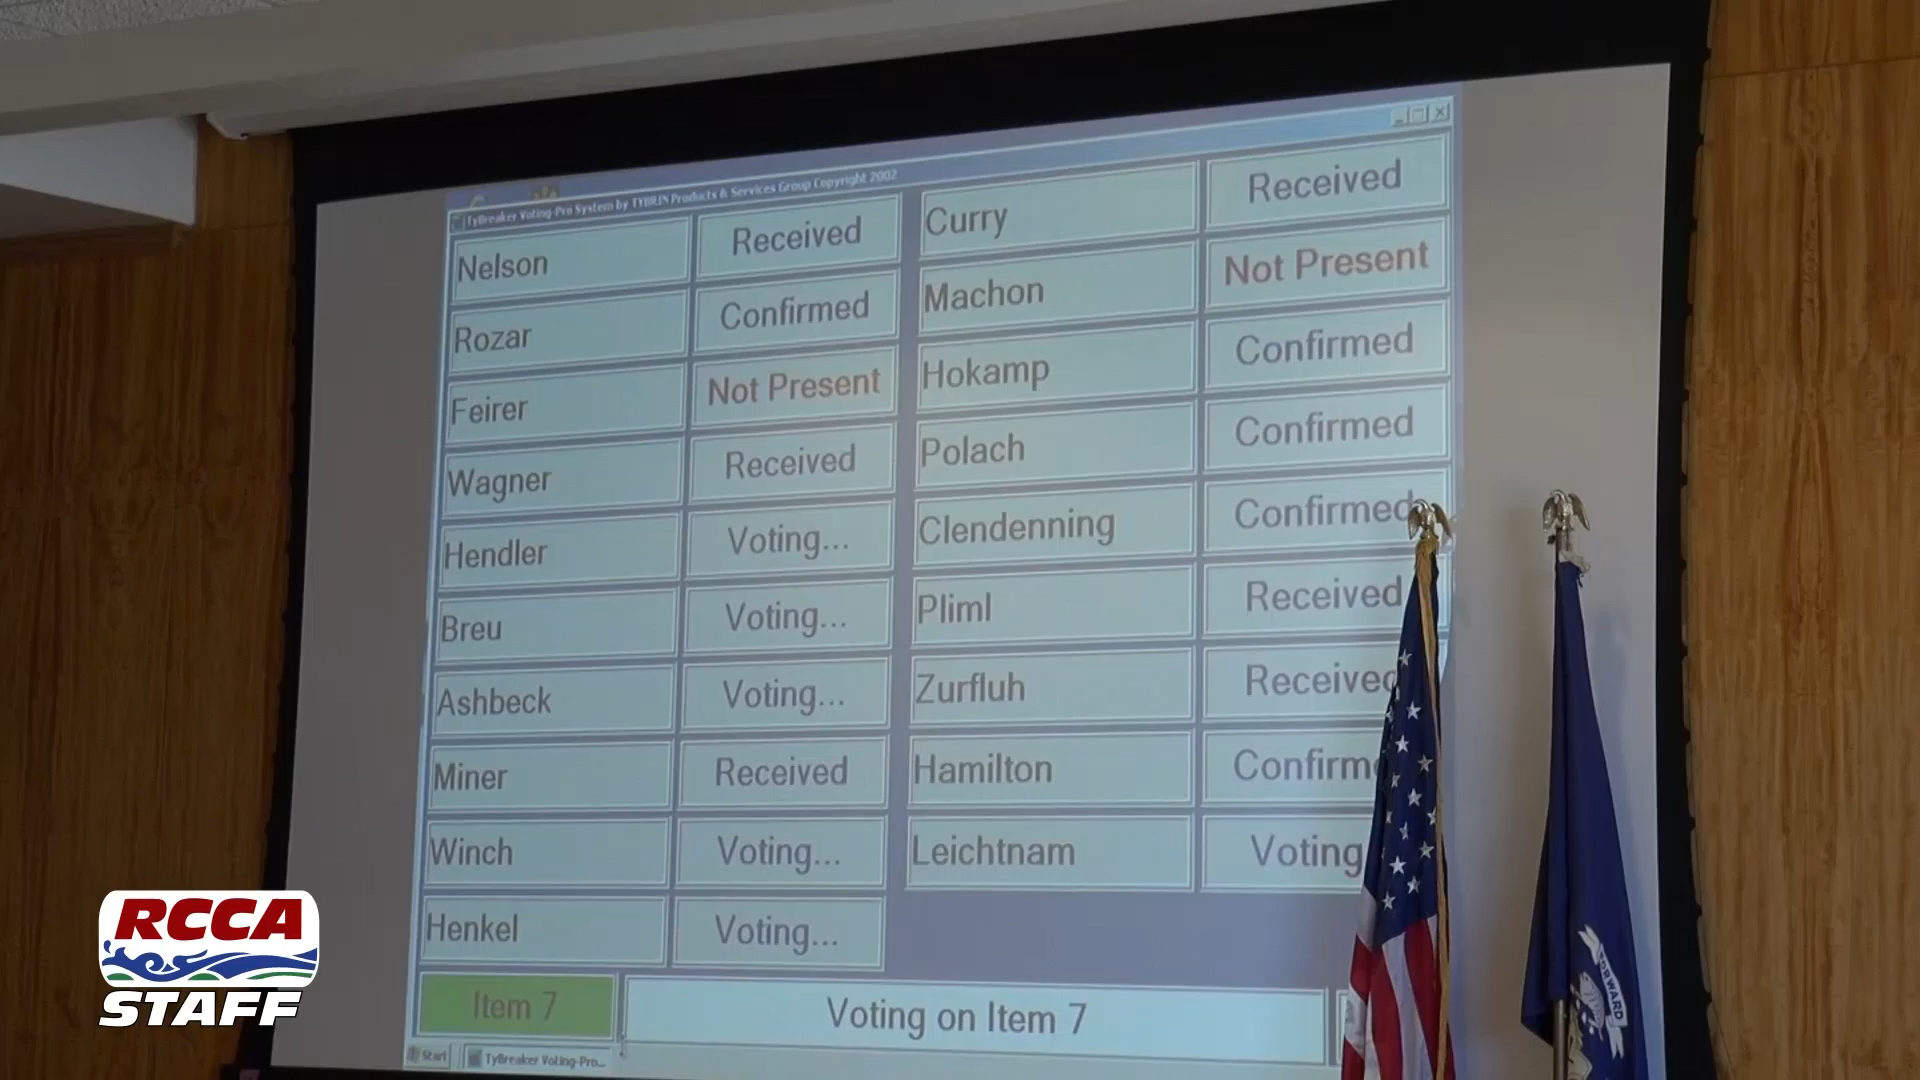 TyBreaker Voting-Pro System by TYBRIN Products & Services Group Copyright 2002
Nelson Received
Rozar Confirmed
Feirer Not Present
Wagner Received
Hendler Voting...
Breu Voting...
Ashbeck Voting...
Miner Received
Winch Voting...
Henkel Voting...
Curry Received
Machon Not Present
Hokamp Confirmed
Polach Confirmed
Clendenning Confirmed
Pliml Received
Zurfluh Received
Hamilton Confirm
Leichtnam Voting
Item 7 Voting on Item 7
Start TyBreaker Voting-Pro...
FORWARD
RCCA
STAFF